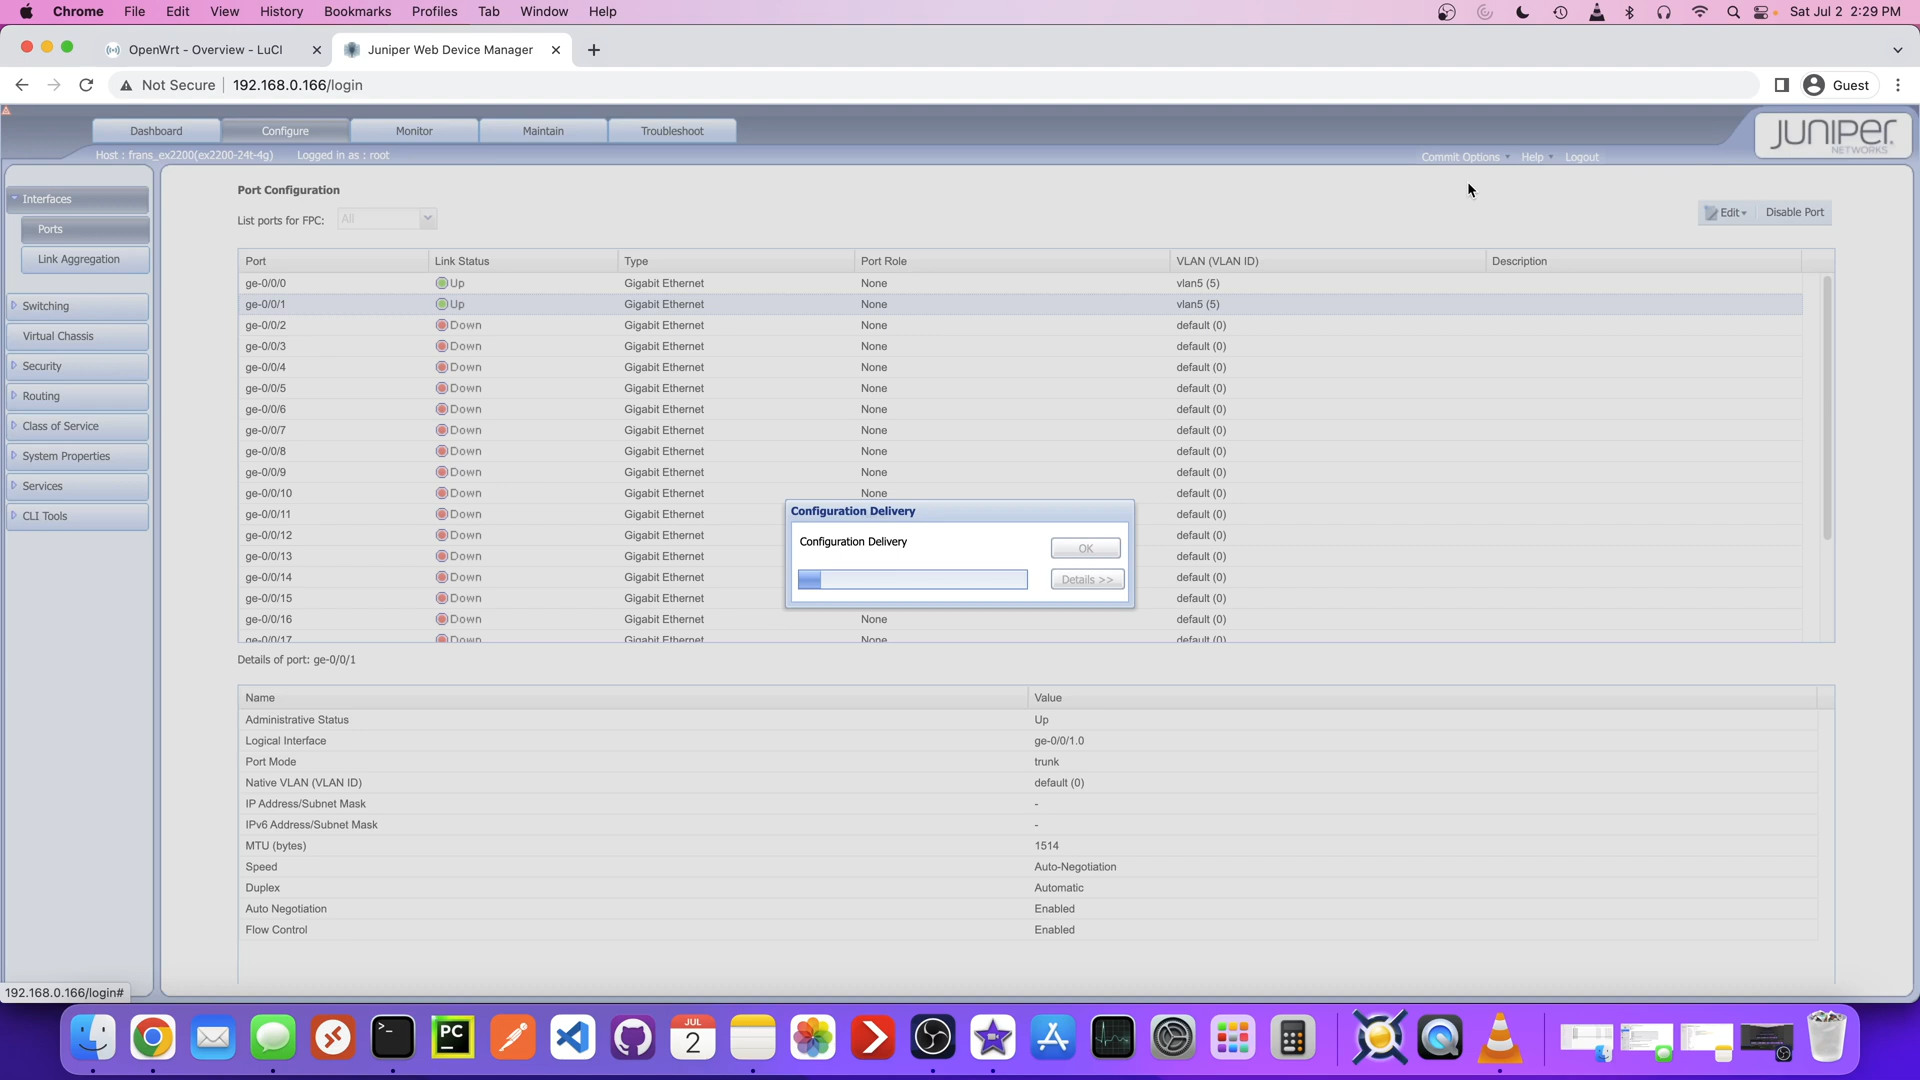 Chrome File Edit View History Bookmarks Profiles Tab Window Help Sat Jul 2 2:29 PM
OpenWrt - Overview - LuCI Juniper Web Device Manager
Not Secure 192.168.0.166/login Guest
Dashboard Configure Monitor Maintain Troubleshoot
JUNIPER
NETWORKS
Host : frans_ex2200(ex2200-24t-4g) Logged in as : root Commit Options Help Logout
Interfaces
Ports
Link Aggregation
Switching
Virtual Chassis
Security
Routing
Class of Service
System Properties
Services
CLI Tools
Port Configuration
List ports for FPC: All
Edit Disable Port
Port Link Status Type Port Role VLAN (VLAN ID) Description
ge-0/0/0 Up Gigabit Ethernet None vlan5 (5)
ge-0/0/1 Up Gigabit Ethernet None vlan5 (5)
ge-0/0/2 Down Gigabit Ethernet None default (0)
ge-0/0/3 Down Gigabit Ethernet None default (0)
ge-0/0/4 Down Gigabit Ethernet None default (0)
ge-0/0/5 Down Gigabit Ethernet None default (0)
ge-0/0/6 Down Gigabit Ethernet None default (0)
ge-0/0/7 Down Gigabit Ethernet None default (0)
ge-0/0/8 Down Gigabit Ethernet None default (0)
ge-0/0/9 Down Gigabit Ethernet None default (0)
ge-0/0/10 Down Gigabit Ethernet None default (0)
ge-0/0/11 Down Gigabit Ethernet default (0)
ge-0/0/12 Down Gigabit Ethernet default (0)
ge-0/0/13 Down Gigabit Ethernet default (0)
ge-0/0/14 Down Gigabit Ethernet default (0)
ge-0/0/15 Down Gigabit Ethernet default (0)
ge-0/0/16 Down Gigabit Ethernet None default (0)
ge-0/0/17 Down Gigabit Ethernet None default (0)
Configuration Delivery
Configuration Delivery
OK
Details >>
Details of port: ge-0/0/1
Name Value
Administrative Status Up
Logical Interface ge-0/0/1.0
Port Mode trunk
Native VLAN (VLAN ID) default (0)
IP Address/Subnet Mask -
IPv6 Address/Subnet Mask -
MTU (bytes) 1514
Speed Auto-Negotiation
Duplex Automatic
Auto Negotiation Enabled
Flow Control Enabled
192.168.0.166/login#
PC
JUL
2